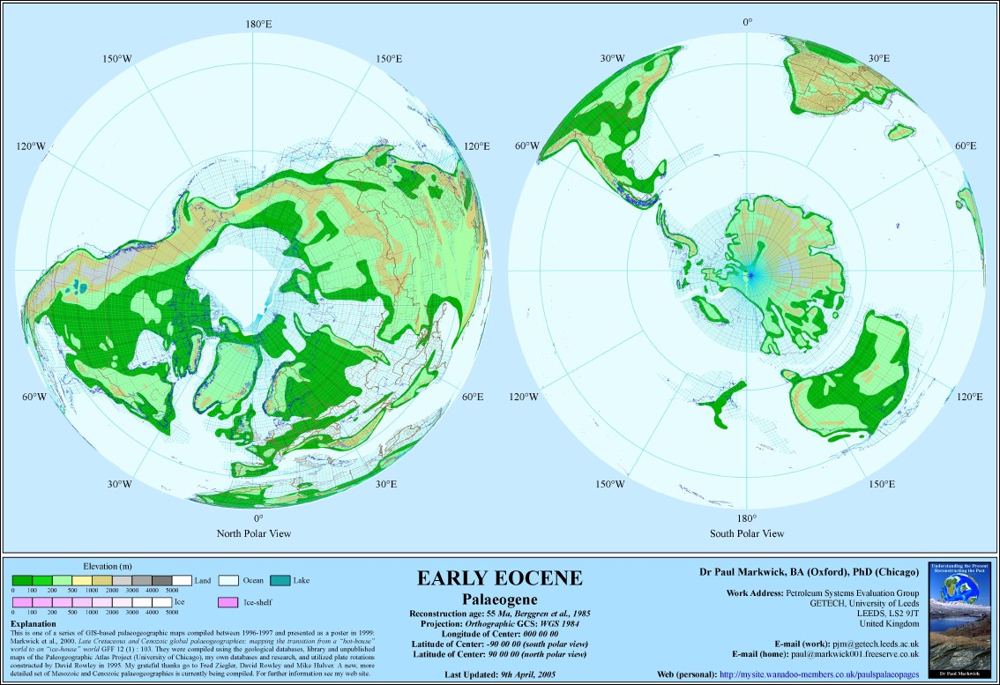 180°E
150°W
150°E
120°W
120°E
60°W
60°E
30°W
30°E
0°
North Polar View
0°
30°W
30°E
60°W
60°E
120°W
120°E
150°W
150°E
180°
South Polar View
Elevation (m)
Land
0 100 200 500 1000 2000 3000 4000 5000
Ice
0 100 200 500 1000 2000 3000 4000 5000
Ocean
Lake
Ice-shelf
Explanation
This is one of a series of GIS-based palaeogeographic maps compiled between 1996-1997 and presented as a poster in 1999:
Markwick et al., 2000. Late Cretaceous and Cenozoic global palaeogeographies: mapping the transition from a "hot-house"
world to an "ice-house" world GFF 12 (1) : 103. They were compiled using the geological databases, library and unpublished
maps of the Paleogeographic Atlas Project (University of Chicago), my own databases and research, and utilized plate rotations
constructed by David Rowley in 1995. My grateful thanks go to Fred Ziegler, David Rowley and Mike Hulver. A new, more
detailed set of Mesozoic and Cenozoic palaeogeographies is currently being compiled. For further information see my web site.
EARLY EOCENE
Palaeogene
Reconstruction age: 55 Ma, Berggren et al., 1985
Projection: Orthographic GCS: WGS 1984
Longitude of Center: 000 00 00
Latitude of Center: -90 00 00 (south polar view)
Latitude of Center: 90 00 00 (north polar view)
Last Updated: 9th April, 2005
Dr Paul Markwick, BA (Oxford), PhD (Chicago)
Work Address: Petroleum Systems Evaluation Group
GETECH, University of Leeds
LEEDS, LS2 9JT
United Kingdom
E-mail (work): pjm@getech.leeds.ac.uk
E-mail (home): paul@markwick001.freeserve.co.uk
Web (personal): http://mysite.wanadoo-members.co.uk/paulspalaeopages
Understanding the Present
Reconstructing the Past
Dr Paul Markwick